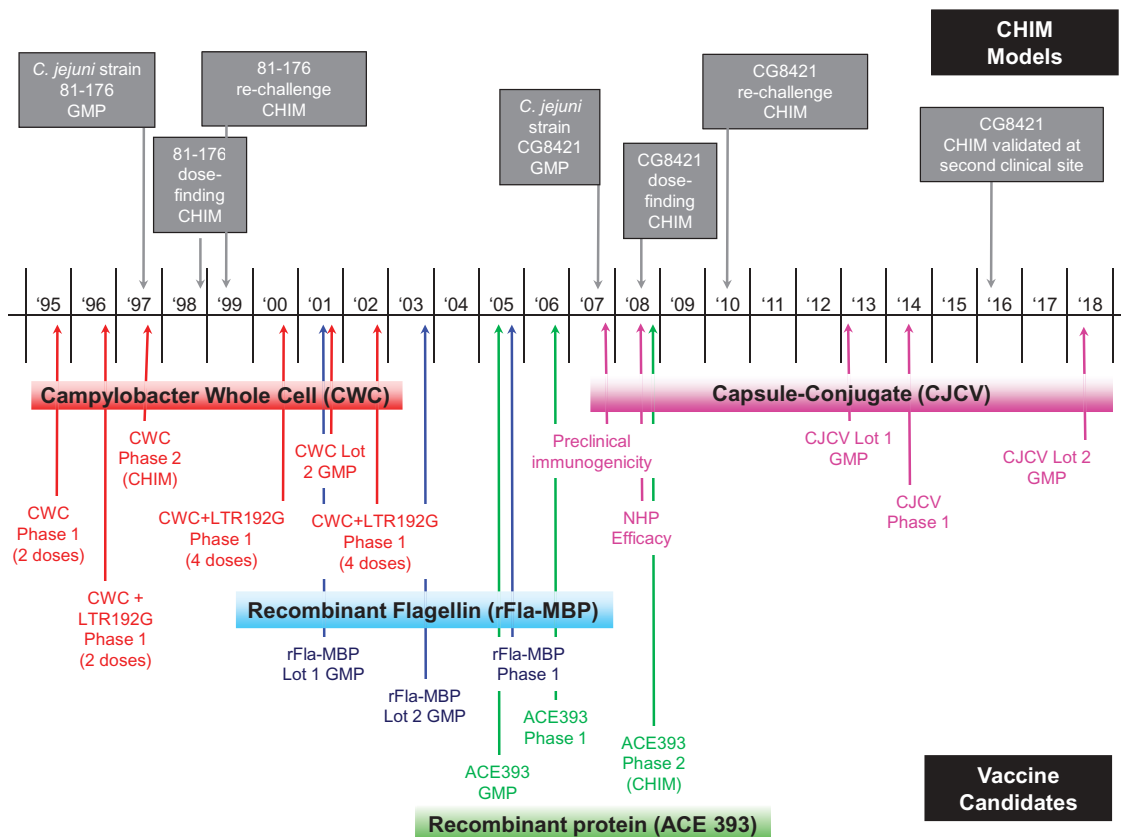 CHIM
Models
C. jejuni strain
81-176
GMP
81-176
re-challenge
CHIM
81-176
dose-
finding
CHIM
C. jejuni
strain
CG8421
GMP
CG8421
dose-
finding
CHIM
CG8421
re-challenge
CHIM
CG8421
CHIM validated at
second clinical site
‘95 ‘96 ‘97 ‘98 ‘99 ‘00 ‘01 ‘02 ‘03 ‘04 ‘05 ‘06 ‘07 ‘08 ‘09 ‘10 ‘11 ‘12 ‘13 ‘14 ‘15 ‘16 ‘17 ‘18
Campylobacter Whole Cell (CWC)
Capsule-Conjugate (CJCV)
CWC
Phase 1
(2 doses)
CWC +
LTR192G
Phase 1
(2 doses)
CWC
Phase 2
(CHIM)
CWC+LTR192G
Phase 1
(4 doses)
CWC Lot
2 GMP
CWC+LTR192G
Phase 1
(4 doses)
Preclinical
immunogenicity
NHP
Efficacy
CJCV Lot 1
GMP
CJCV
Phase 1
CJCV Lot 2
GMP
Recombinant Flagellin (rFla-MBP)
rFla-MBP
Lot 1 GMP
rFla-MBP
Lot 2 GMP
rFla-MBP
Phase 1
ACE393
GMP
ACE393
Phase 1
ACE393
Phase 2
(CHIM)
Recombinant protein (ACE 393)
Vaccine
Candidates